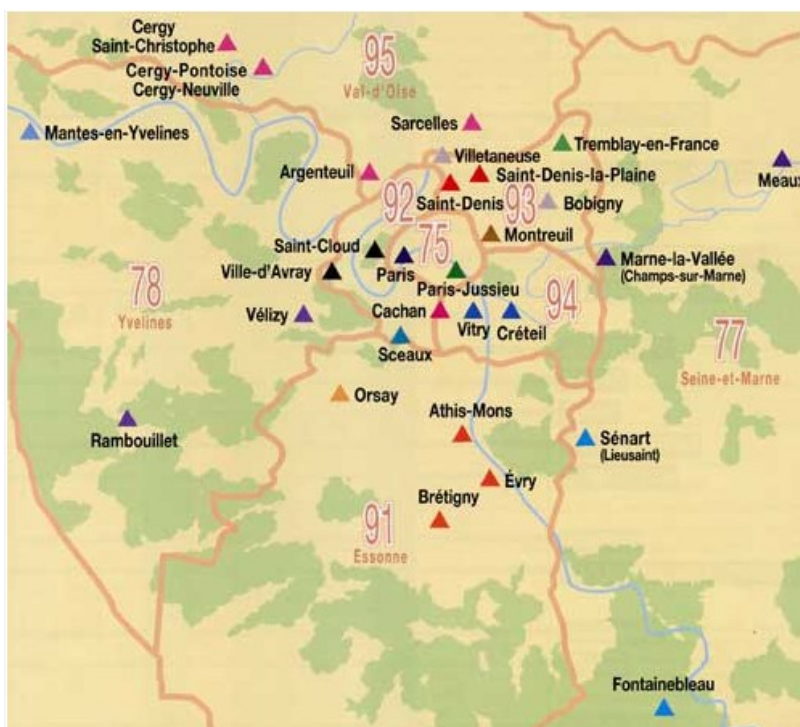 Cergy
Saint-Christophe
Cergy-Pontoise
Cergy-Neuville
95
Val-d'Oise
Mantes-en-Yvelines
Sarcelles
Tremblay-en-France
Villetaneuse
Argenteuil
Saint-Denis-la-Plaine
Meaux
Saint-Denis
92
93
Bobigny
75
Montreuil
Saint-Cloud
Paris
Marne-la-Vallée
(Champs-sur-Marne)
Ville-d'Avray
Paris-Jussieu
78
Yvelines
94
Vélizy
Cachan
Vitry
Créteil
Sceaux
77
Seine-et-Marne
Orsay
Athis-Mons
Rambouillet
Sénart
(Lieusaint)
Évry
Brétigny
91
Essonne
Fontainebleau